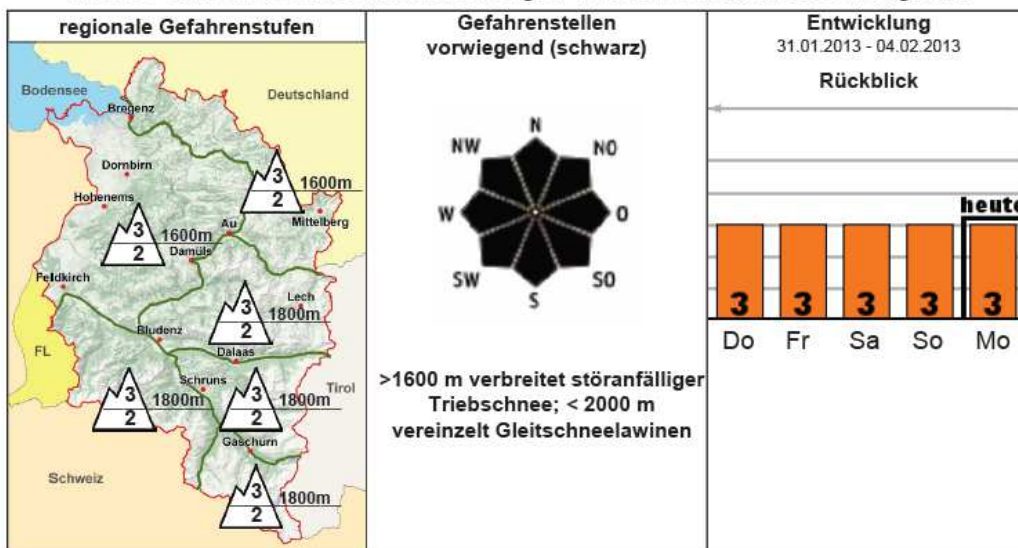 regionale Gefahrenstufen
Bodensee
Deutschland
Bregenz
Dornbirn
3
2
1600m
Hohenems
Mittelberg
3
2
1600m
Au
Damüls
Feldkirch
3
2
Lech
1800m
FL
Bludenz
Dalaas
Schruns
Tirol
3
2
1800m
3
2
1800m
Gaschurn
Schweiz
3
2
1800m
Gefahrenstellen
vorwiegend (schwarz)
N
NW
NO
W
O
SW
SO
S
>1600 m verbreitet störanfälliger
Triebschnee; < 2000 m
vereinzelt Gleitschneelawinen
Entwicklung
31.01.2013 - 04.02.2013
Rückblick
heute
3 3 3 3 3
Do Fr Sa So Mo